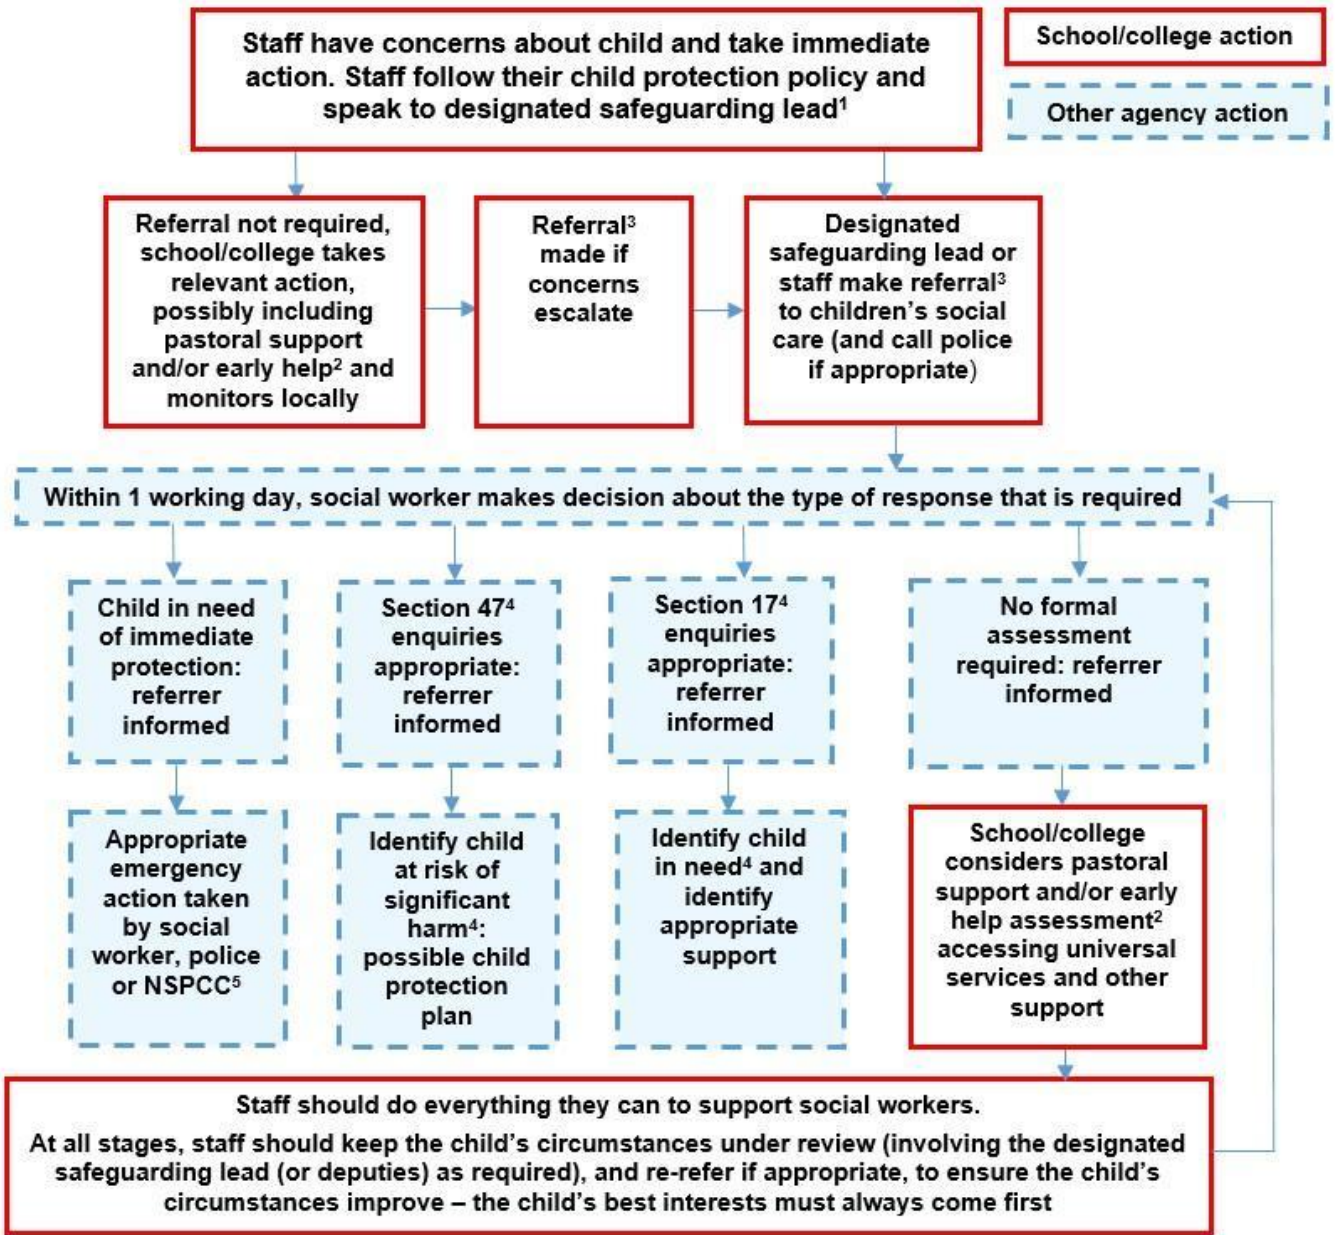 Staff have concerns about child and take immediate
action. Staff follow their child protection policy and
speak to designated safeguarding lead¹
School/college action
Other agency action
Referral not required,
school/college takes
relevant action,
possibly including
pastoral support
and/or early help² and
monitors locally
Referral³
made if
concerns
escalate
Designated
safeguarding lead or
staff make referral³
to children's social
care (and call police
if appropriate)
Within 1 working day, social worker makes decision about the type of response that is required
Child in need
of immediate
protection:
referrer
informed
Section 47⁴
enquiries
appropriate:
referrer
informed
Section 17⁴
enquiries
appropriate:
referrer
informed
No formal
assessment
required: referrer
informed
Appropriate
emergency
action taken
by social
worker, police
or NSPCC⁵
Identify child
at risk of
significant
harm⁴:
possible child
protection
plan
Identify child
in need⁴ and
identify
appropriate
support
School/college
considers pastoral
support and/or early
help assessment²
accessing universal
services and other
support
Staff should do everything they can to support social workers.
At all stages, staff should keep the child's circumstances under review (involving the designated
safeguarding lead (or deputies) as required), and re-refer if appropriate, to ensure the child's
circumstances improve – the child's best interests must always come first